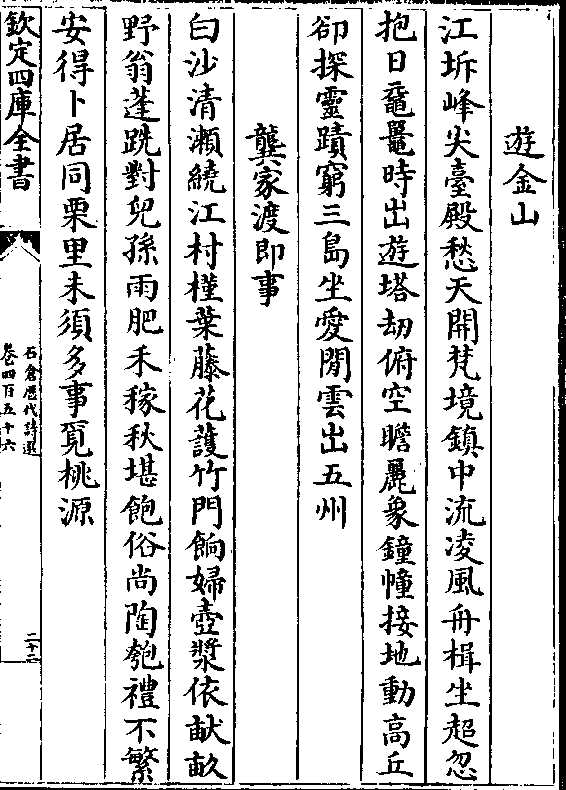 遊金山
江坼峰尖臺殿愁天開梵境鎮中流凌風舟楫坐超忽
抱日黿鼉時出遊塔刼俯空瞻麗象鐘幢接地動高丘
卻探靈蹟窮三島坐愛閒雲出五州
龔家渡即事
白沙清瀬繞江村槿葉藤花護竹門餉婦壺漿依畎畝
野翁蓬跣對兒孫雨肥禾稼秋堪飽俗尚陶匏禮不繁
安得卜居同栗里未須多事覓桃源
欽定四庫全書
石倉歴代詩選
卷四百五十六
二十二